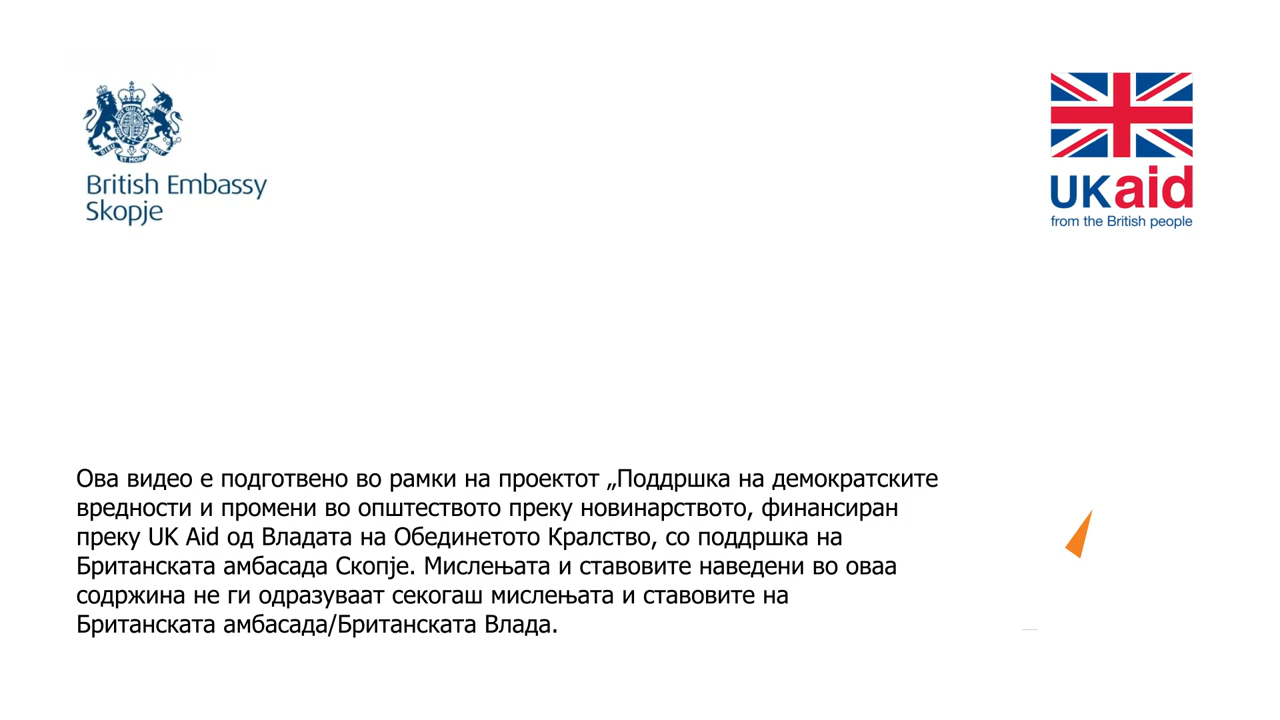 British Embassy
Skopje
UKaid
from the British people
Ова видео е подготвено во рамки на проектот „Поддршка на демократските
вредности и промени во општеството преку новинарството, финансиран
преку UK Aid од Владата на Обединетото Кралство, со поддршка на
Британската амбасада Скопје. Мислењата и ставовите наведени во оваа
содржина не ги одразуваат секогаш мислењата и ставовите на
Британската амбасада/Британската Влада.